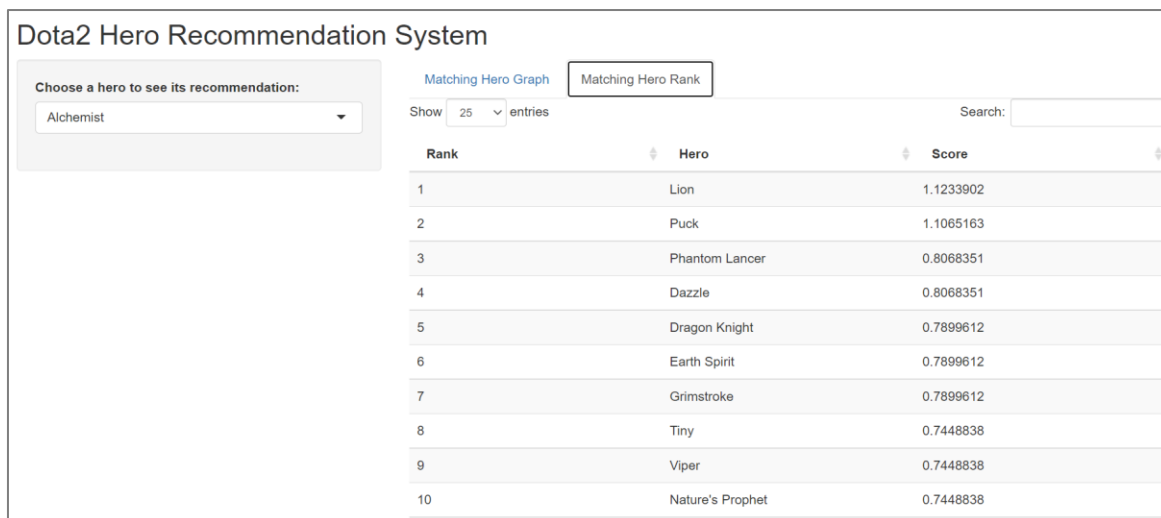 Dota2 Hero Recommendation System
Choose a hero to see its recommendation:
Alchemist
Matching Hero Graph Matching Hero Rank
Show 25 entries Search:
Rank Hero Score
1 Lion 1.1233902
2 Puck 1.1065163
3 Phantom Lancer 0.8068351
4 Dazzle 0.8068351
5 Dragon Knight 0.7899612
6 Earth Spirit 0.7899612
7 Grimstroke 0.7899612
8 Tiny 0.7448838
9 Viper 0.7448838
10 Nature's Prophet 0.7448838